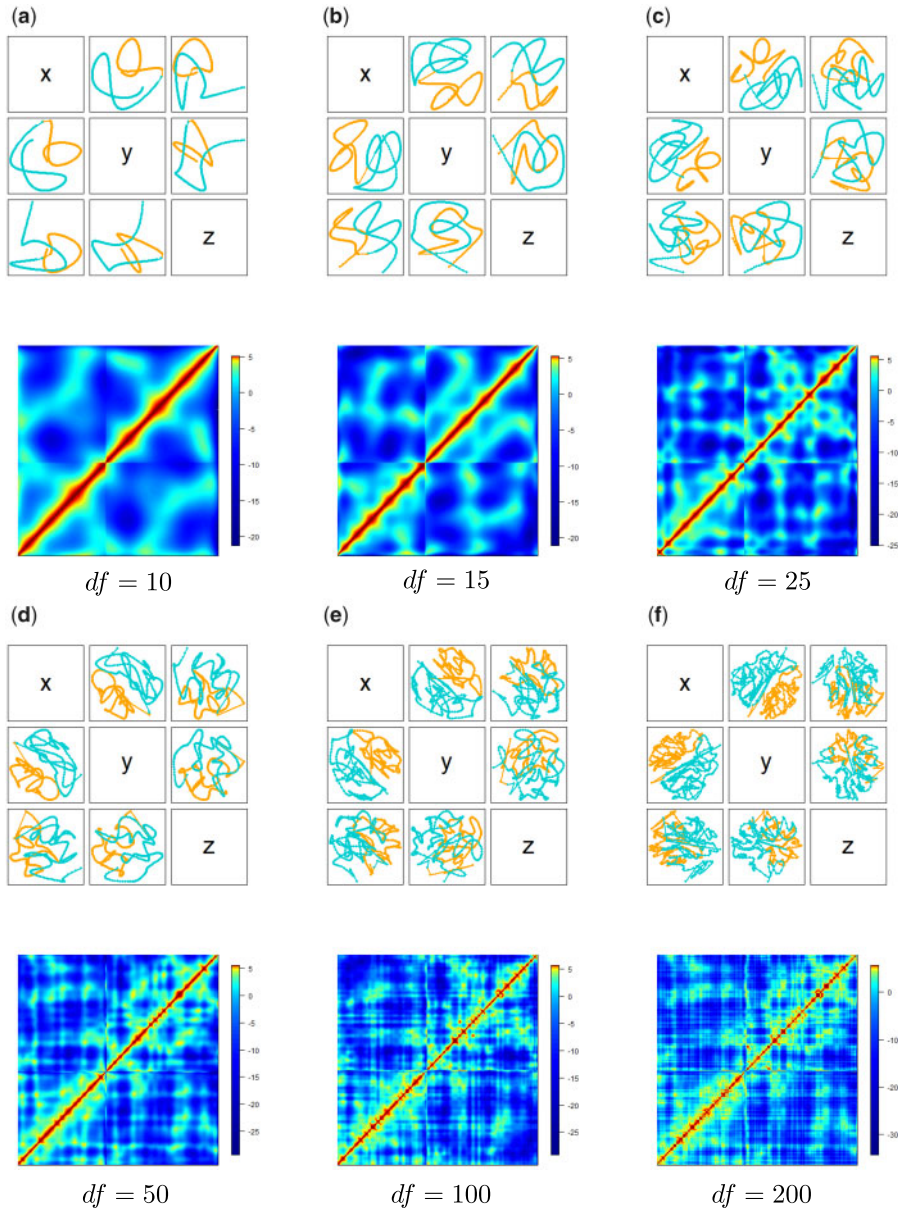 (a) (b) (c)
x x x
y y y
z z z
5 5 5
0 0 0
-5 -5 -5
-10 -10 -10
-15 -15 -15
-20 -20 -20
-25
df = 10 df = 15 df = 25
(d) (e) (f)
x x x
y y y
z z z
5 5
0 0 0
-5 -5
-10 -10 -10
-15 -15
-20 -20 -20
-25 -25
-30
df = 50 df = 100 df = 200